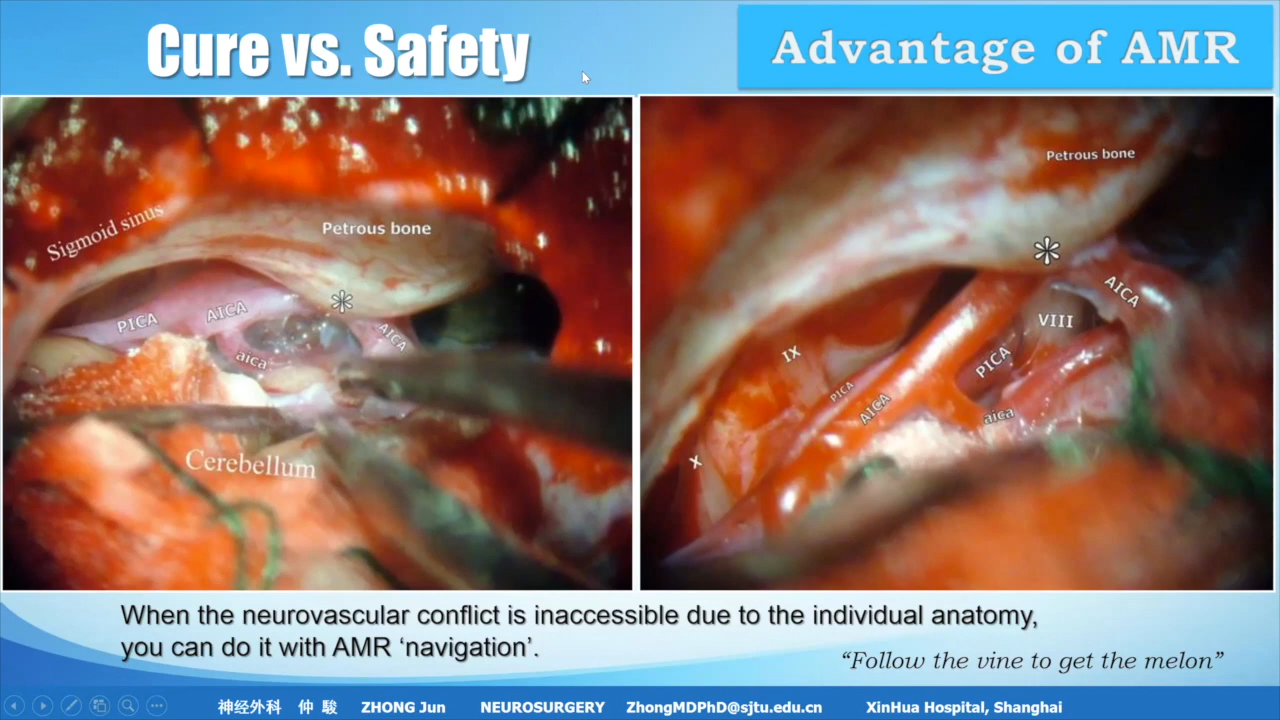 Cure vs. Safety
Advantage of AMR
Sigmoid sinus
Petrous bone
PICA
AICA
*
AICA
aica
Cerebellum
Petrous bone
*
AICA
VIII
IX
PICA
PICA
AICA
aica
X
When the neurovascular conflict is inaccessible due to the individual anatomy,
you can do it with AMR ‘navigation’.
“Follow the vine to get the melon”
神经外科 仲 駿 ZHONG Jun NEUROSURGERY ZhongMDPhD@sjtu.edu.cn XinHua Hospital, Shanghai